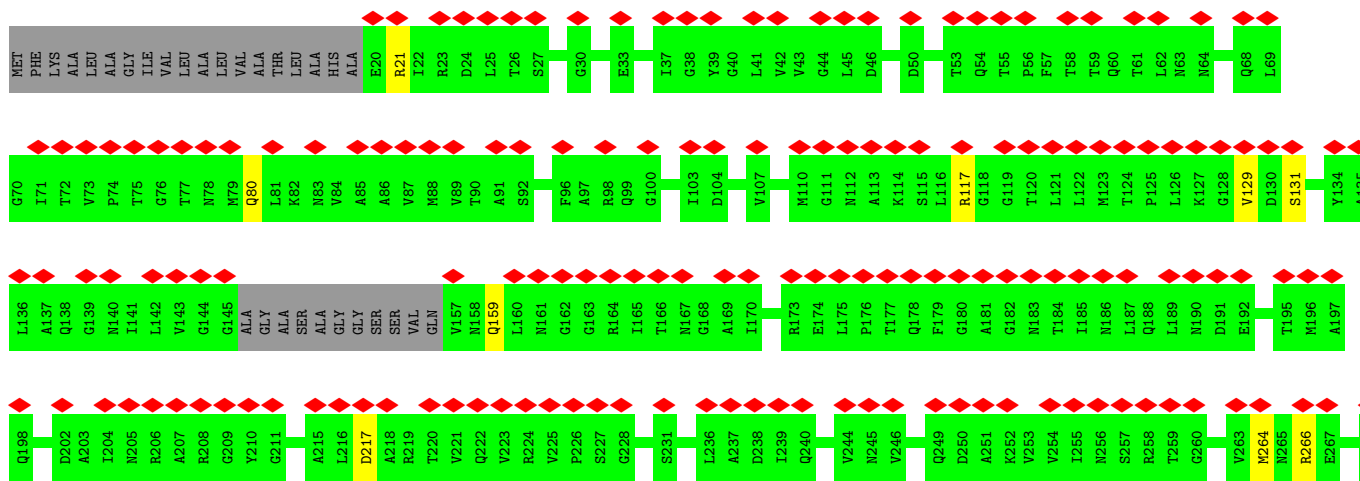 MET PHE LYS ALA LEU ALA GLY ILE VAL LEU ALA LEU VAL ALA THR LEU ALA HIS ALA E20 R21 I22 R23 D24 L25 T26 S27 G30 E33 I37 G38 Y39 G40 L41 V42 V43 G44 L45 D46 D50 T53 Q54 T55 P56 F57 T58 T59 Q60 T61 L62 N63 N64 Q68 L69
G70 I71 T72 V73 P74 T75 G76 T77 N78 M79 Q80 L81 K82 N83 V84 A85 A86 V87 M88 V89 T90 A91 S92 F96 A97 R98 Q99 G100 I103 D104 V107 M110 G111 N112 A113 K114 S115 L116 R117 G118 G119 T120 L121 L122 M123 T124 P125 L126 K127 G128 V129 D130 S131 Y134
L136 A137 Q138 G139 N140 I141 L142 V143 G144 G145 ALA GLY ALA SER ALA GLY GLY SER SER VAL GLN V157 N158 Q159 L160 N161 G162 G163 R164 I165 T166 N167 G168 A169 I170 R173 E174 L175 P176 T177 Q178 F179 G180 A181 G182 N183 T184 I185 N186 L187 Q188 L189 N190 D191 E192 T195 M196 A197
Q198 D202 A203 I204 N205 R206 A207 R208 G209 Y210 G211 A215 L216 D217 A218 R219 T220 V221 Q222 V223 R224 V225 P226 S227 G228 S231 L236 A237 D238 I239 Q240 V244 N245 V246 Q249 D250 A251 K252 V253 V254 I255 N256 S257 R258 T259 G260 V263 M264 N265 R266 E267